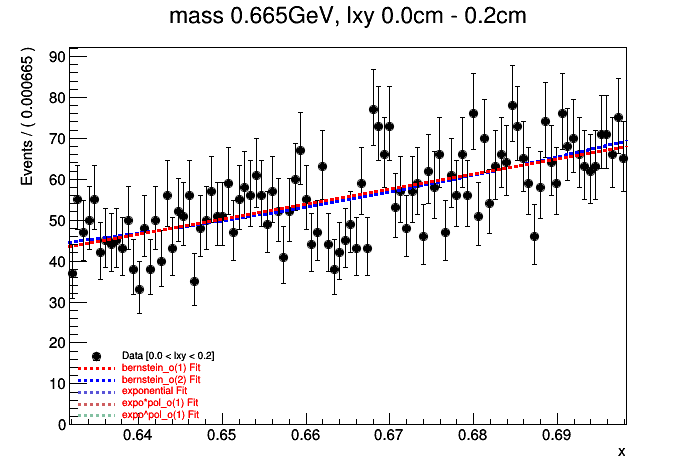 mass 0.665GeV, lxy 0.0cm - 0.2cm
Events / ( 0.000665 )
90
80
70
60
50
40
30
20
10
0
Data [0.0 < lxy < 0.2]
bernstein_o(1) Fit
bernstein_o(2) Fit
exponential Fit
expo*pol_o(1) Fit
expp^pol_o(1) Fit
0.64 0.65 0.66 0.67 0.68 0.69
x